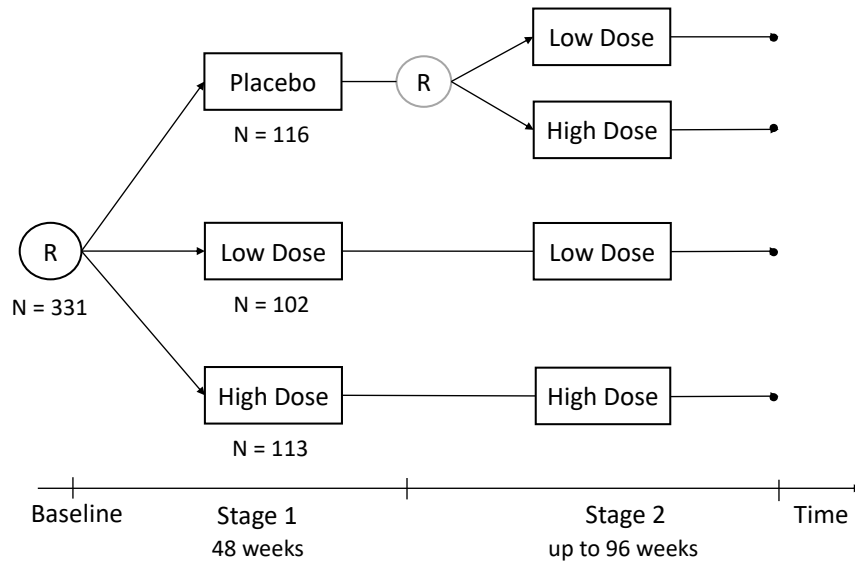 Low Dose
Placebo
R
N = 116
High Dose
R
N = 331
Low Dose
N = 102
Low Dose
High Dose
N = 113
High Dose
Baseline
Stage 1
48 weeks
Stage 2
up to 96 weeks
Time